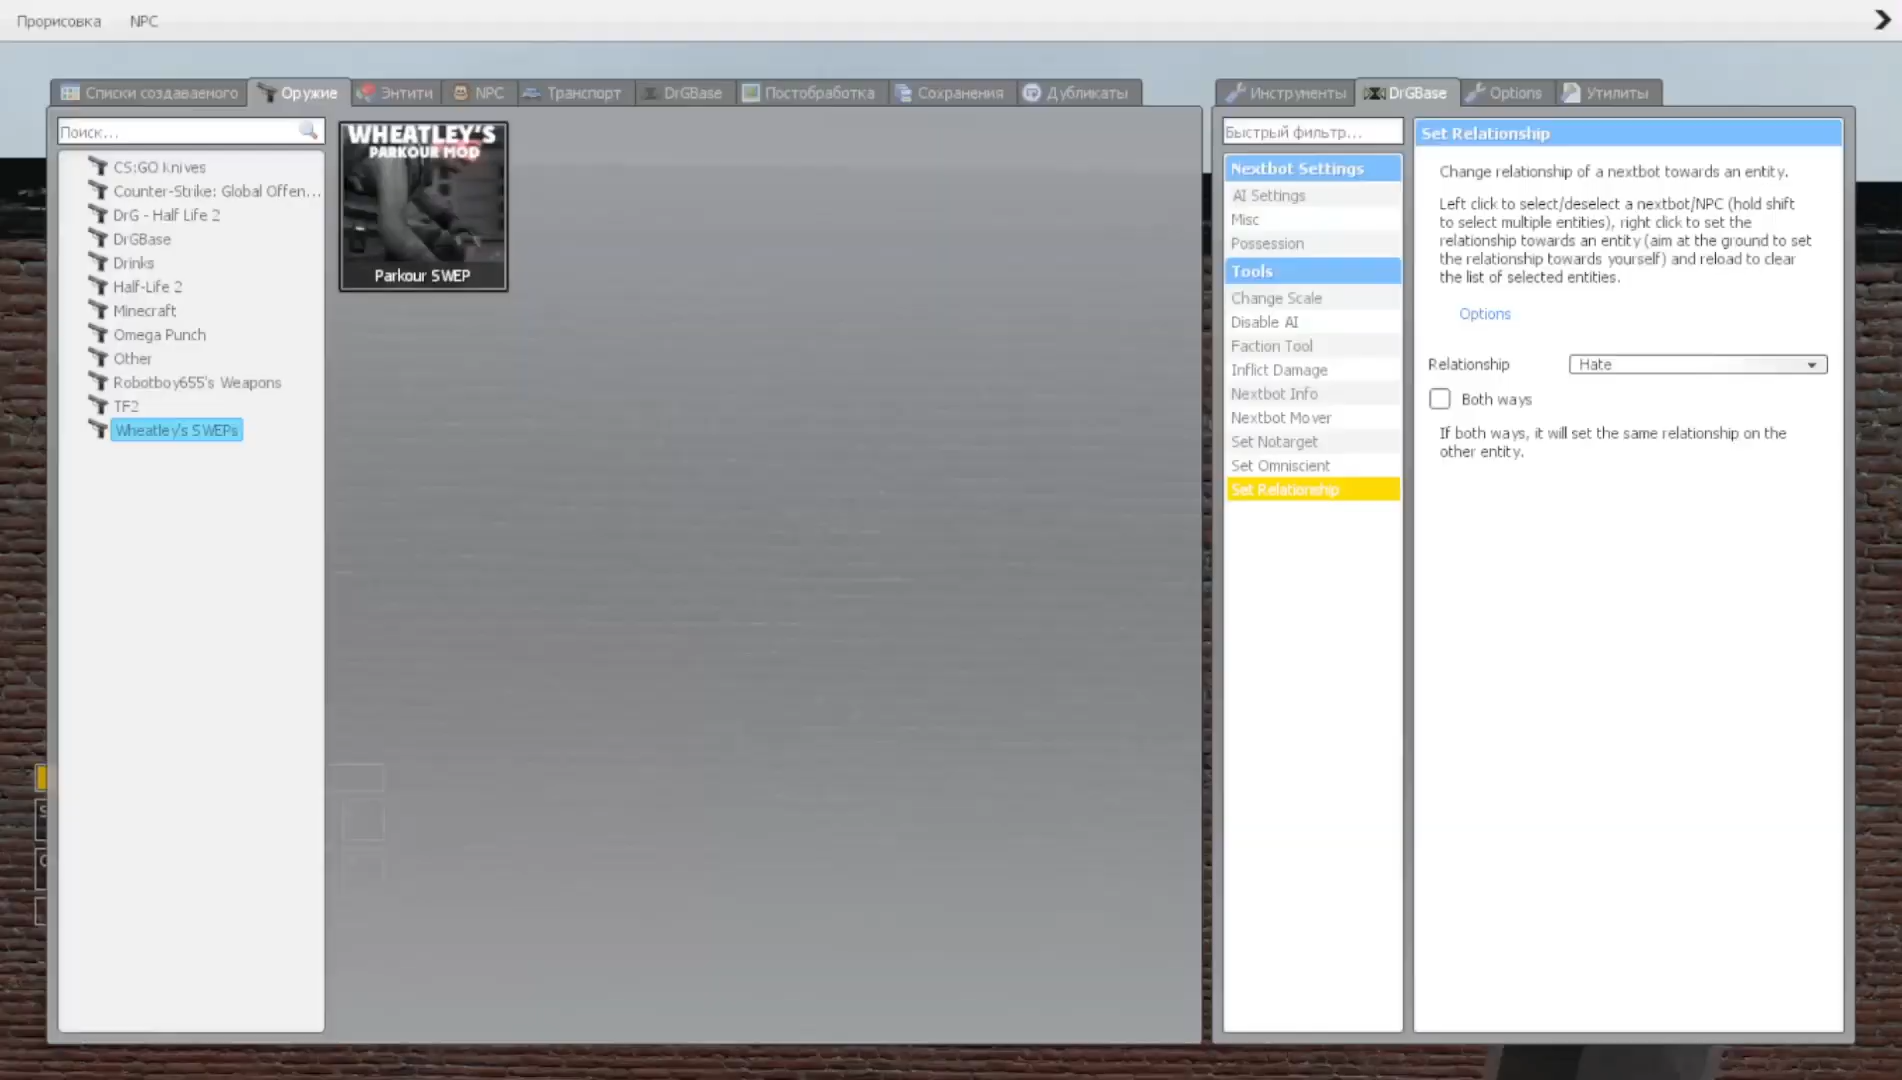 Прорисовка NPC
Списки создаваемого Оружие Энтити NPC Транспорт DrGBase Постобработка Сохранения Дубликаты
Поиск...
CS:GO Knives
Counter-Strike: Global Offen...
DrG - Half Life 2
DrGBase
Drinks
Half-Life 2
Minecraft
Omega Punch
Other
Robotboy655's Weapons
TF2
Wheatley's SWEPs
WHEATLEY'S
PARKOUR MOD
Parkour SWEP
Инструменты DrGBase Options Утилиты
Быстрый фильтр...
Nextbot Settings
AI Settings
Misc
Possession
Tools
Change Scale
Disable AI
Faction Tool
Inflict Damage
Nextbot Info
Nextbot Mover
Set Notarget
Set Omniscient
Set Relationship
Set Relationship
Change relationship of a nextbot towards an entity.
Left click to select/deselect a nextbot/NPC (hold shift
to select multiple entities), right click to set the
relationship towards an entity (aim at the ground to set
the relationship towards yourself) and reload to clear
the list of selected entities.
Options
Relationship Hate
Both ways
If both ways, it will set the same relationship on the
other entity.